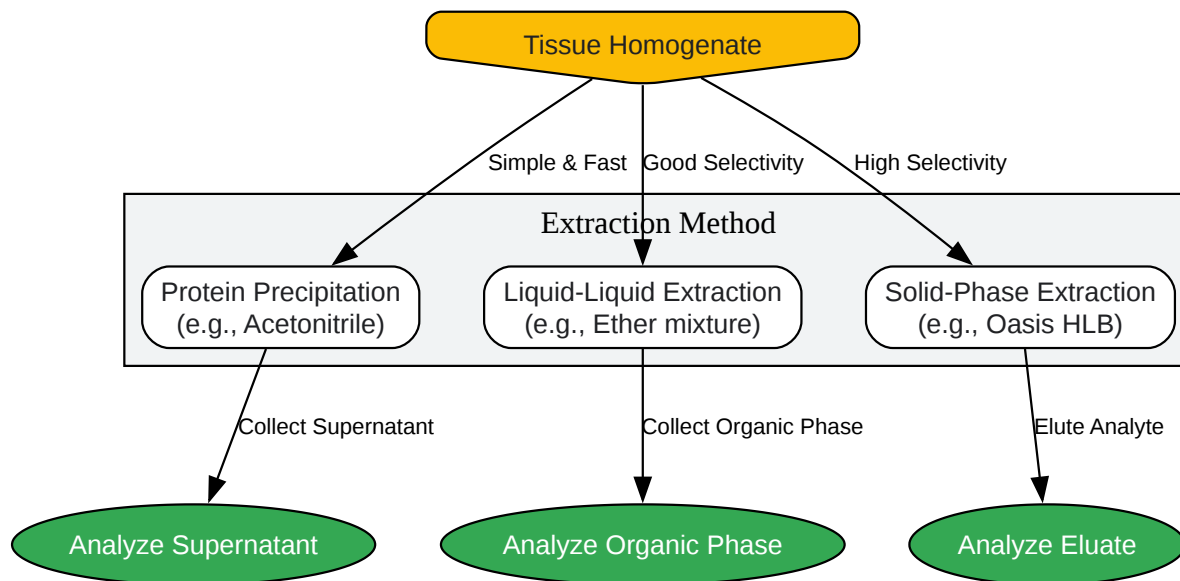 Tissue Homogenate
Simple & Fast
Good Selectivity
High Selectivity
Extraction Method
Protein Precipitation
(e.g., Acetonitrile)
Liquid-Liquid Extraction
(e.g., Ether mixture)
Solid-Phase Extraction
(e.g., Oasis HLB)
Collect Supernatant
Collect Organic Phase
Elute Analyte
Analyze Supernatant
Analyze Organic Phase
Analyze Eluate